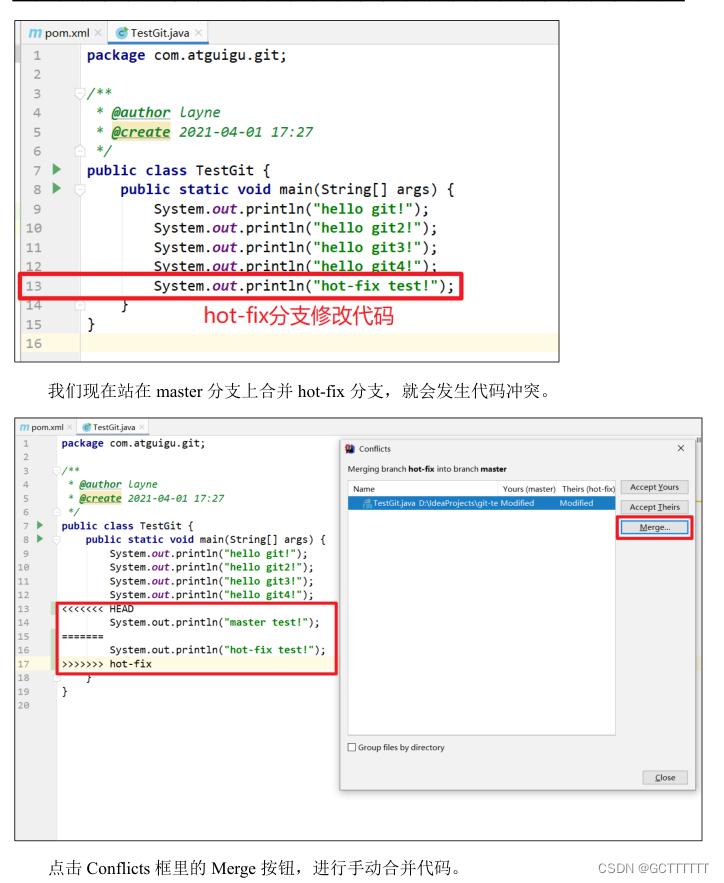 pom.xml TestGit.java
1 package com.atguigu.git;
2
3 /**
4 * @author layne
5 * @create 2021-04-01 17:27
6 */
7 public class TestGit {
8 public static void main(String[] args) {
9 System.out.println("hello git!");
10 System.out.println("hello git2!");
11 System.out.println("hello git3!");
12 System.out.println("hello git4!");
13 System.out.println("hot-fix test!");
14 }
hot-fix分支修改代码
15 }
16
我们现在站在 master 分支上合并 hot-fix 分支，就会发生代码冲突。
pom.xml TestGit.java
1 package com.atguigu.git;
2
3 /**
4 * @author layne
5 * @create 2021-04-01 17:27
6 */
7 public class TestGit {
8 public static void main(String[] args) {
9 System.out.println("hello git!");
10 System.out.println("hello git2!");
11 System.out.println("hello git3!");
12 System.out.println("hello git4!");
13 <<<<<<< HEAD
14 System.out.println("master test!");
15 =======
16 System.out.println("hot-fix test!");
17 >>>>>>> hot-fix
18 }
19 }
20
Conflicts
Merging branch hot-fix into branch master
Name Yours (master) Theirs (hot-fix)
TestGit.java D:\IdeaProjects\git-te Modified Modified
Accept Yours
Accept Theirs
Merge...
Group files by directory
Close
点击 Conflicts 框里的 Merge 按钮，进行手动合并代码。
CSDN @GCTTTTTT